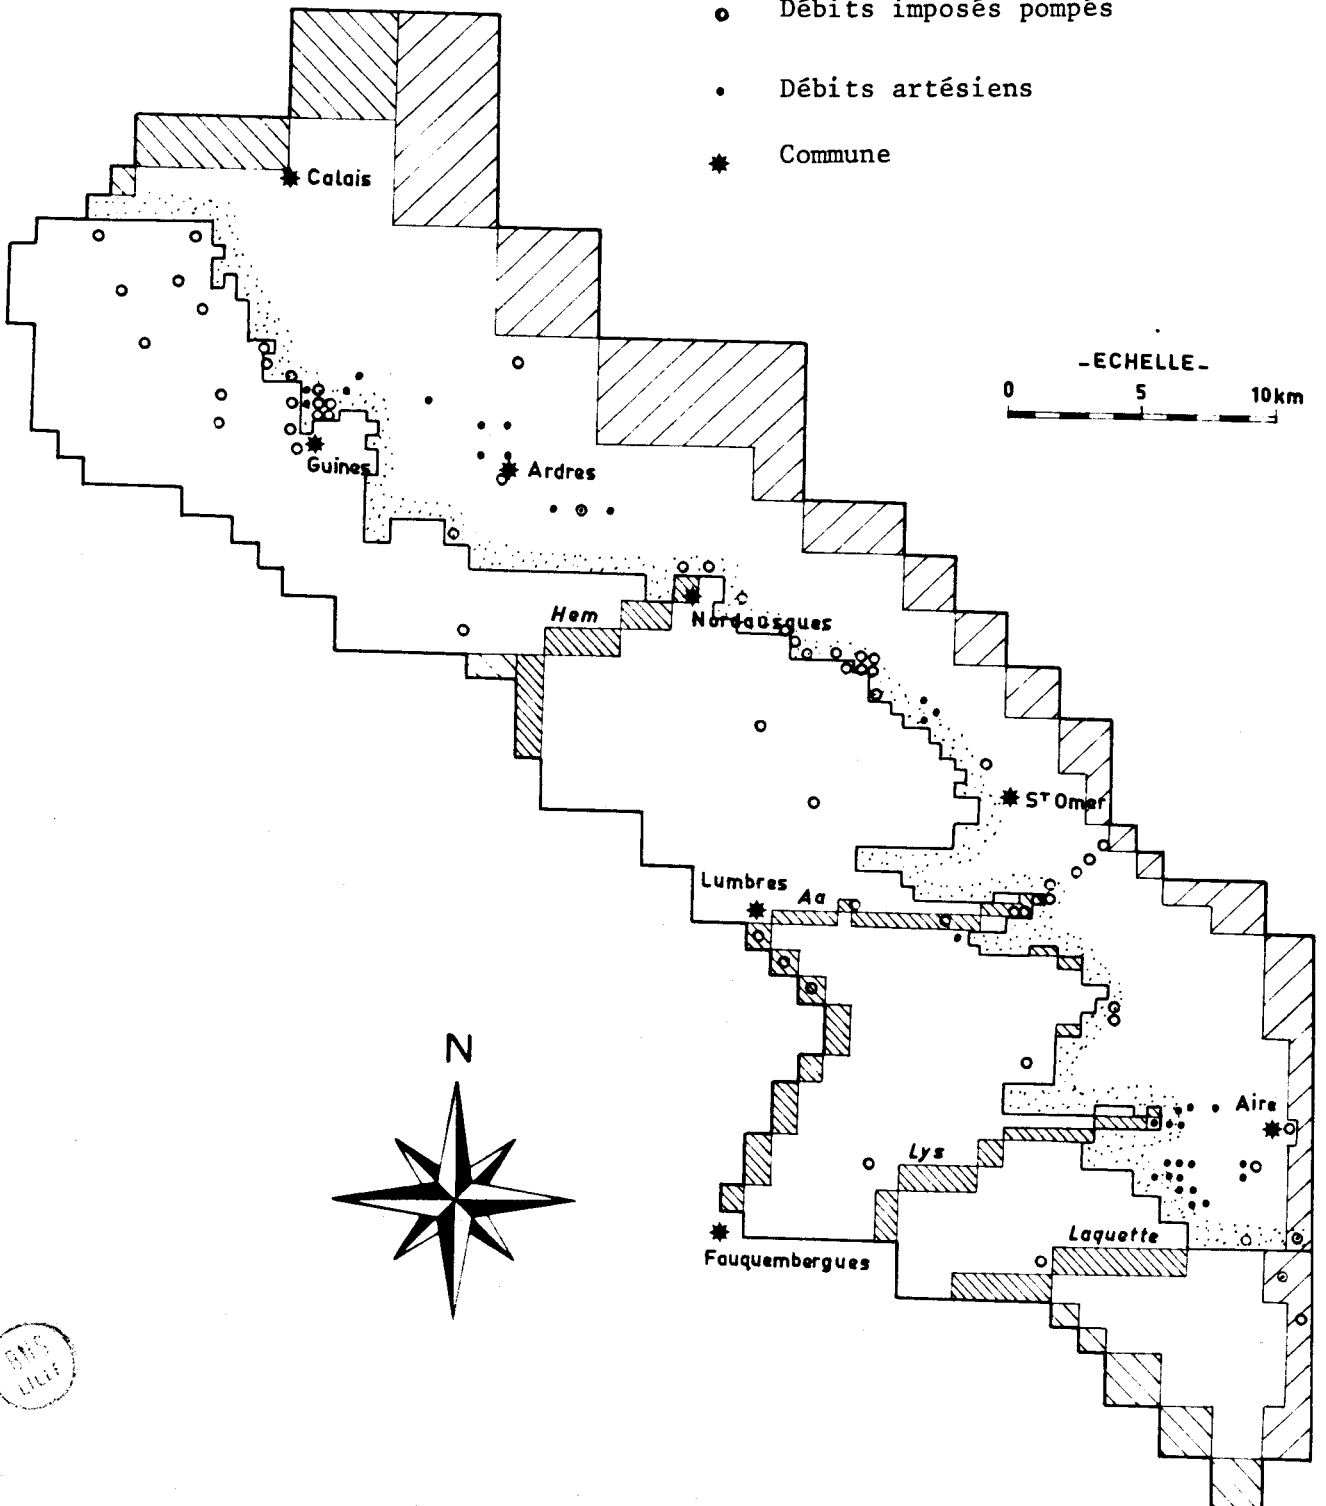 Débits imposés pompés
Débits artésiens
Commune
Calais
-ECHELLE-
0 5 10km
Guines
Ardres
Hem
Nordausques
Sᵀ Omer
Lumbres
Aa
N
Aire
Lys
Laquette
Fauquembergues